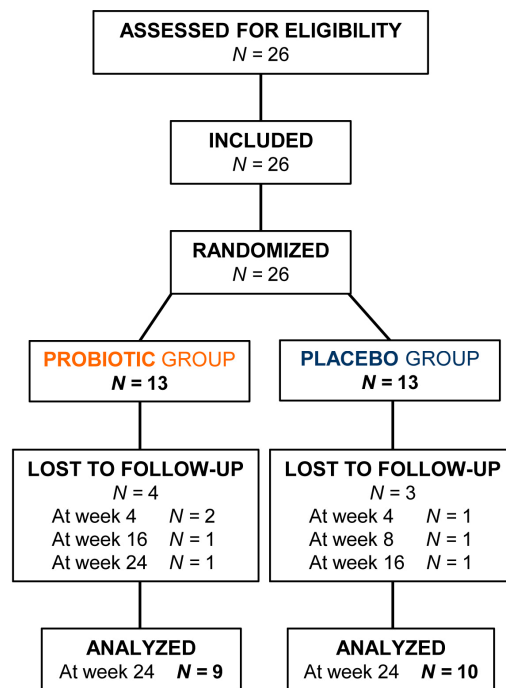 ASSESSED FOR ELIGIBILITY
N = 26
INCLUDED
N = 26
RANDOMIZED
N = 26
PROBIOTIC GROUP
N = 13
PLACEBO GROUP
N = 13
LOST TO FOLLOW-UP
N = 4
At week 4 N = 2
At week 16 N = 1
At week 24 N = 1
LOST TO FOLLOW-UP
N = 3
At week 4 N = 1
At week 8 N = 1
At week 16 N = 1
ANALYZED
At week 24 N = 9
ANALYZED
At week 24 N = 10